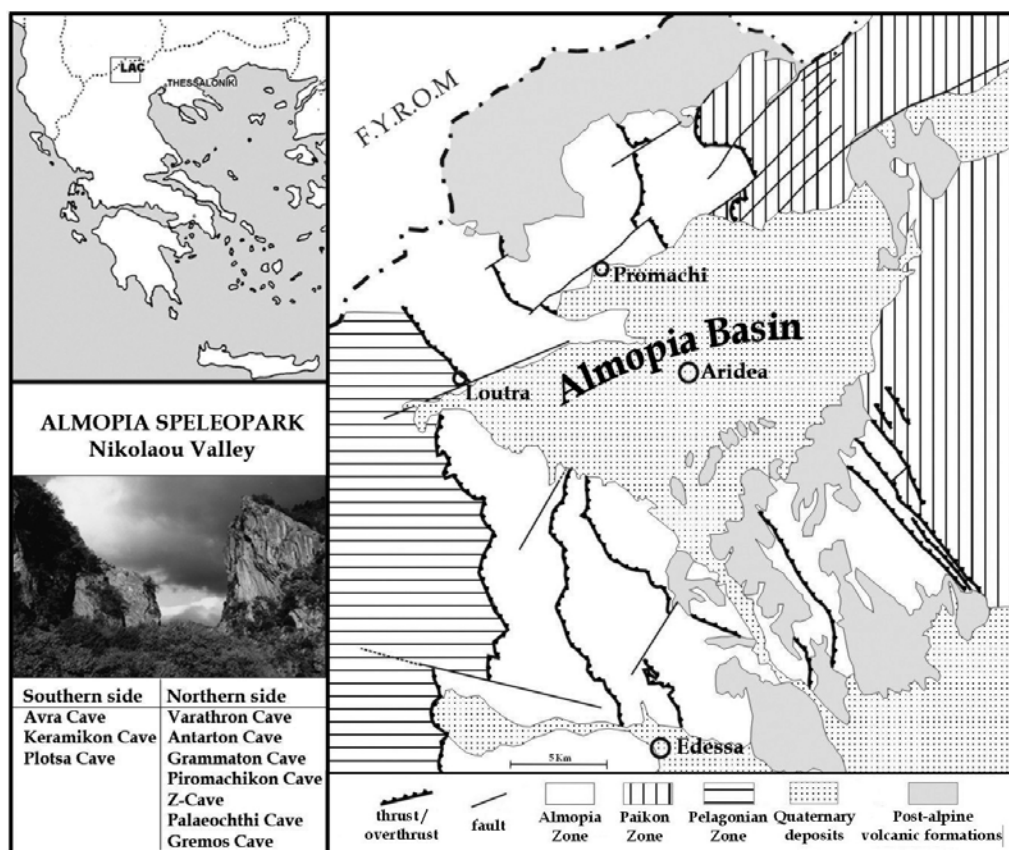 LAC
THESSALONIKI
ALMOPIA SPELEOPARK
Nikolaou Valley
Southern side
Avra Cave
Keramikon Cave
Plotsa Cave
Northern side
Varathron Cave
Antarton Cave
Grammaton Cave
Piromachikon Cave
Z-Cave
Palaeochthi Cave
Gremos Cave
F.Y.R.O.M
Promachi
Almopia Basin
Aridea
Loutra
Edessa
5 Km
thrust/
overthrust
fault
Almopia
Zone
Paikon
Zone
Pelagonian
Zone
Quaternary
deposits
Post-alpine
volcanic formations